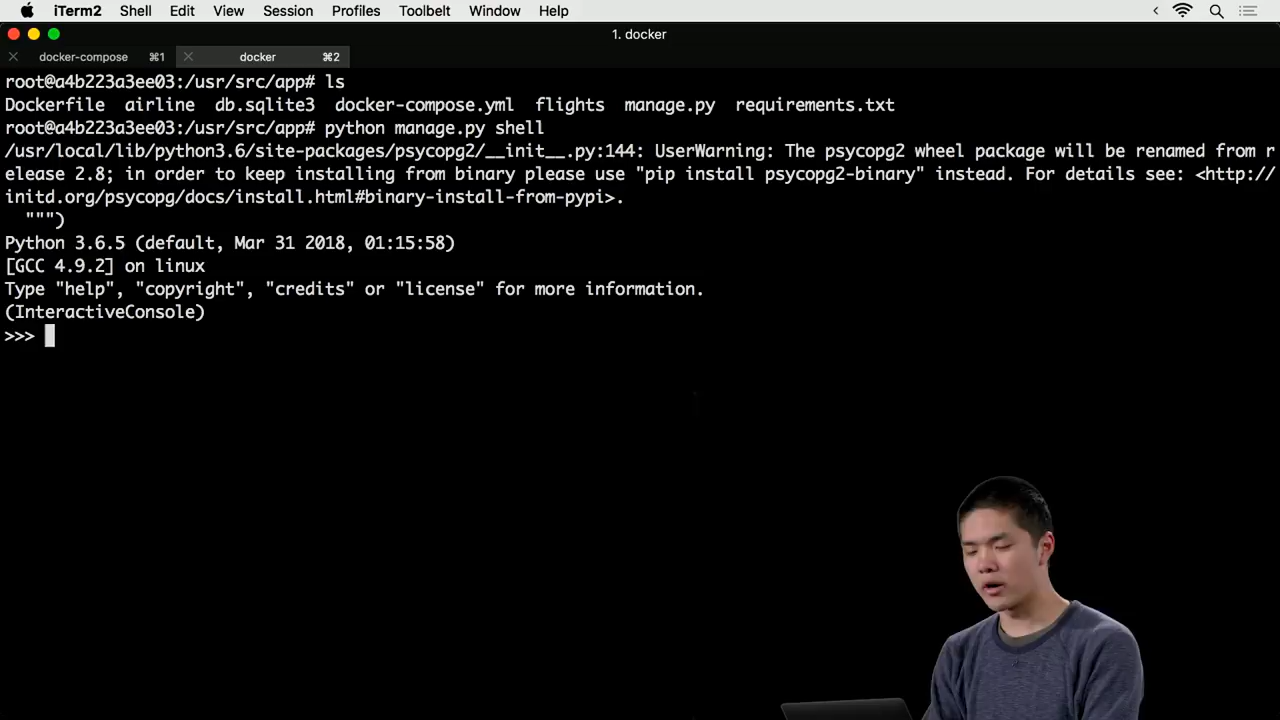 iTerm2 Shell Edit View Session Profiles Toolbelt Window Help
1. docker
docker-compose ⌘1 docker ⌘2
root@a4b223a3ee03:/usr/src/app# ls
Dockerfile airline db.sqlite3 docker-compose.yml flights manage.py requirements.txt
root@a4b223a3ee03:/usr/src/app# python manage.py shell
/usr/local/lib/python3.6/site-packages/psycopg2/__init__.py:144: UserWarning: The psycopg2 wheel package will be renamed from r
elease 2.8; in order to keep installing from binary please use "pip install psycopg2-binary" instead. For details see: <http://
initd.org/psycopg/docs/install.html#binary-install-from-pypi>.
""")
Python 3.6.5 (default, Mar 31 2018, 01:15:58)
[GCC 4.9.2] on linux
Type "help", "copyright", "credits" or "license" for more information.
(InteractiveConsole)
>>>